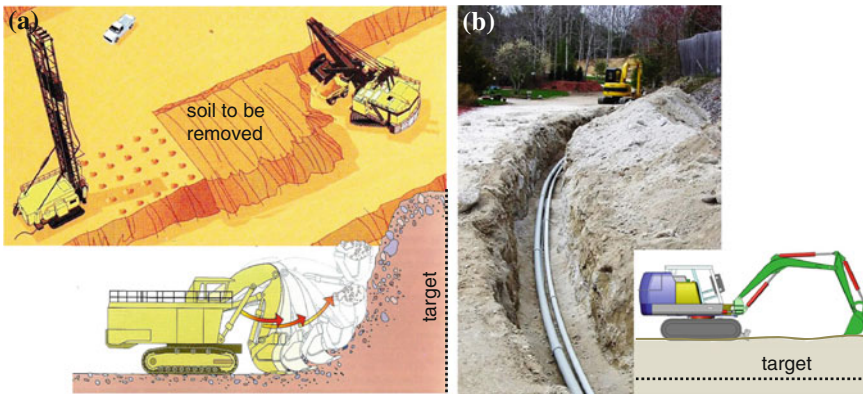 (a)
soil to be
removed
target
(b)
target